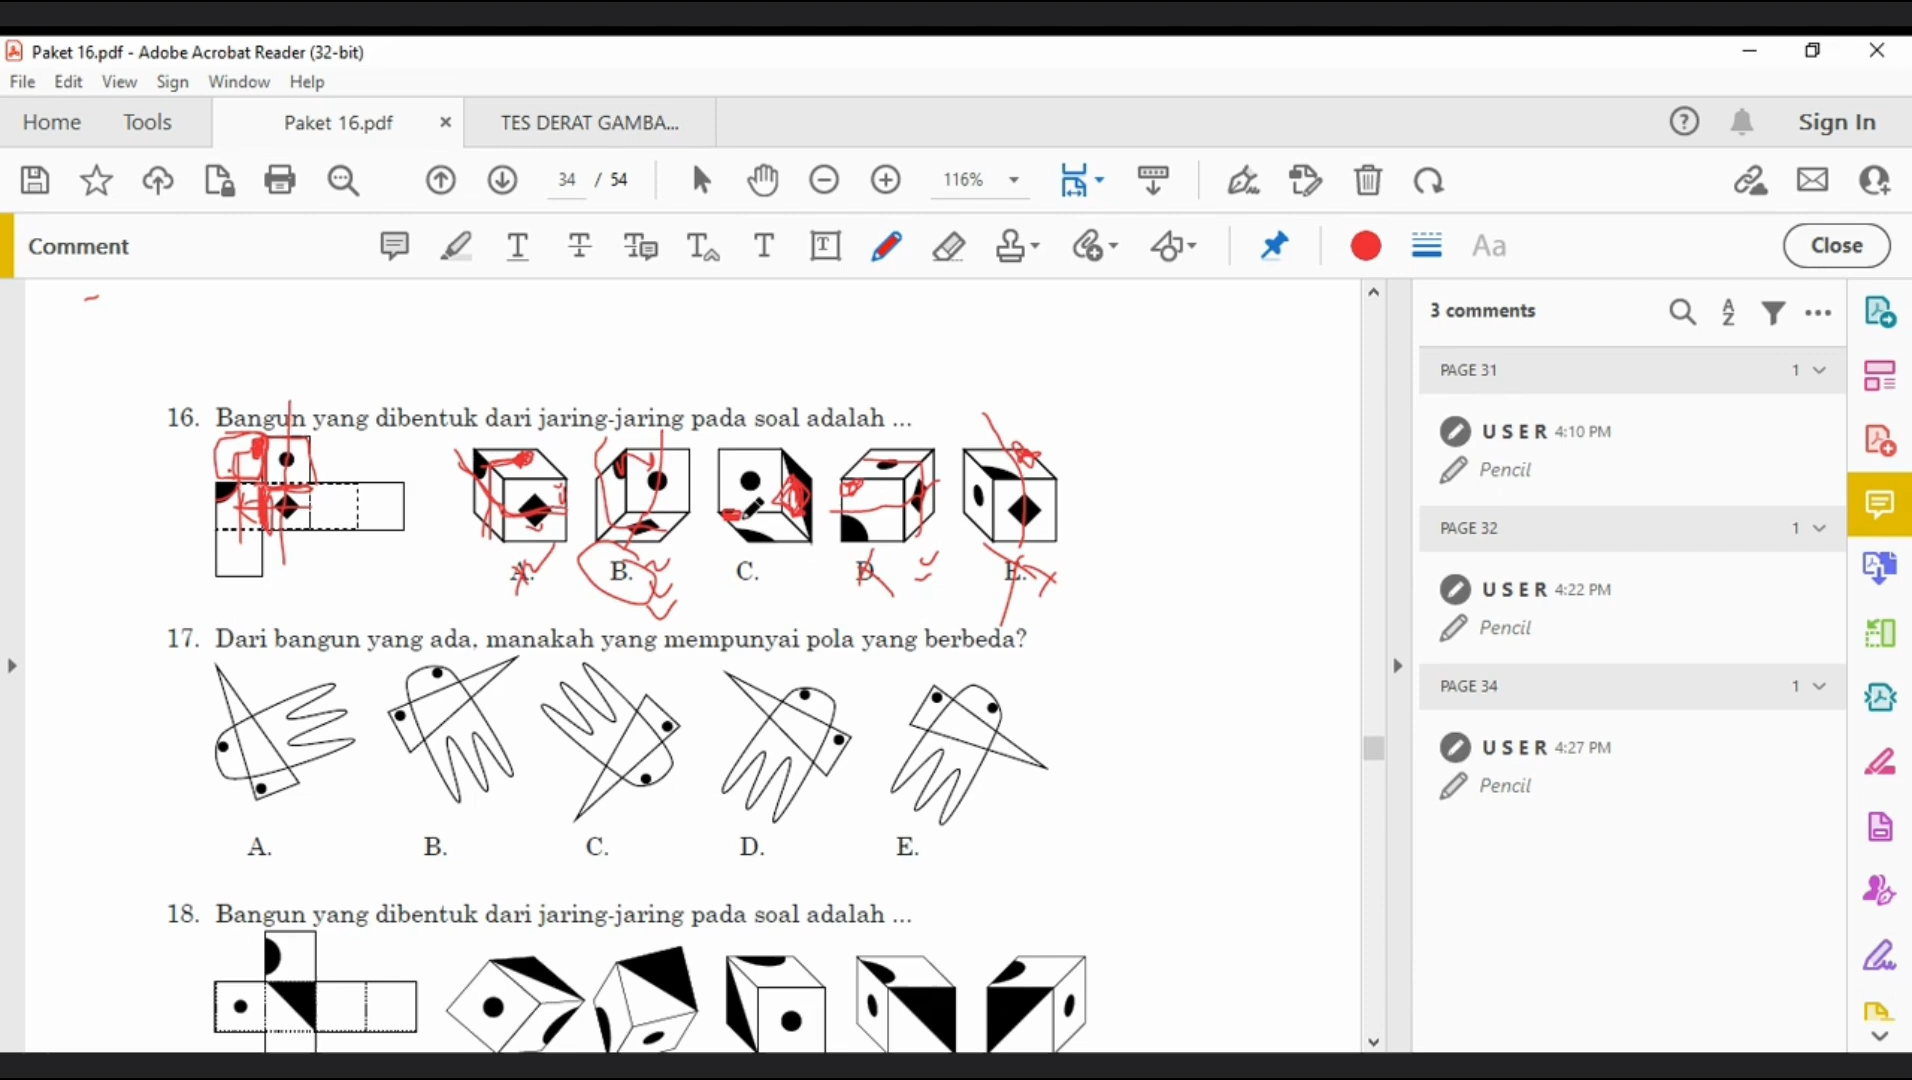 Paket 16.pdf - Adobe Acrobat Reader (32-bit)
File Edit View Sign Window Help
Home Tools Paket 16.pdf × TES DERAT GAMBA... Sign In
34 / 54 116%
Comment Close
3 comments
PAGE 31 1
USER 4:10 PM
Pencil
PAGE 32 1
USER 4:22 PM
Pencil
PAGE 34 1
USER 4:27 PM
Pencil
16. Bangun yang dibentuk dari jaring-jaring pada soal adalah ...
A. B. C. D. E.
17. Dari bangun yang ada, manakah yang mempunyai pola yang berbeda?
A. B. C. D. E.
18. Bangun yang dibentuk dari jaring-jaring pada soal adalah ...